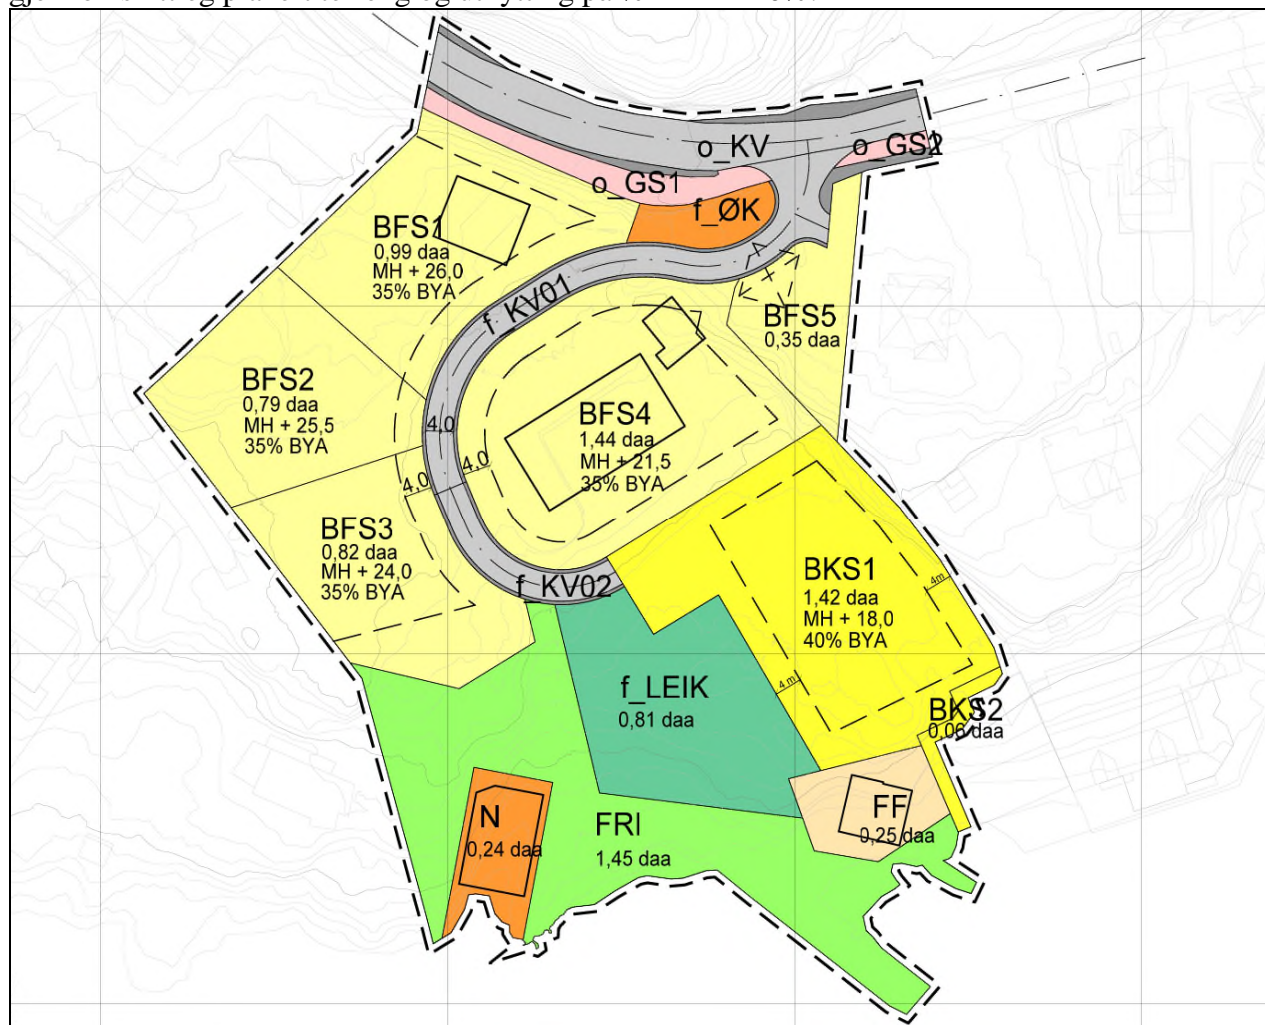 o_KV
o_GS2
o_GS1
f_ØK
BFS1
0,99 daa
MH + 26,0
35% BYA
f_KV01
BFS5
0,35 daa
BFS2
0,79 daa
MH + 25,5
35% BYA
4,0
4,0
4,0
BFS4
1,44 daa
MH + 21,5
35% BYA
BFS3
0,82 daa
MH + 24,0
35% BYA
f_KV02
BKS1
1,42 daa
MH + 18,0
40% BYA
4m
4 m
f_LEIK
0,81 daa
BKS2
0,06 daa
N
0,24 daa
FRI
1,45 daa
FF
0,25 daa